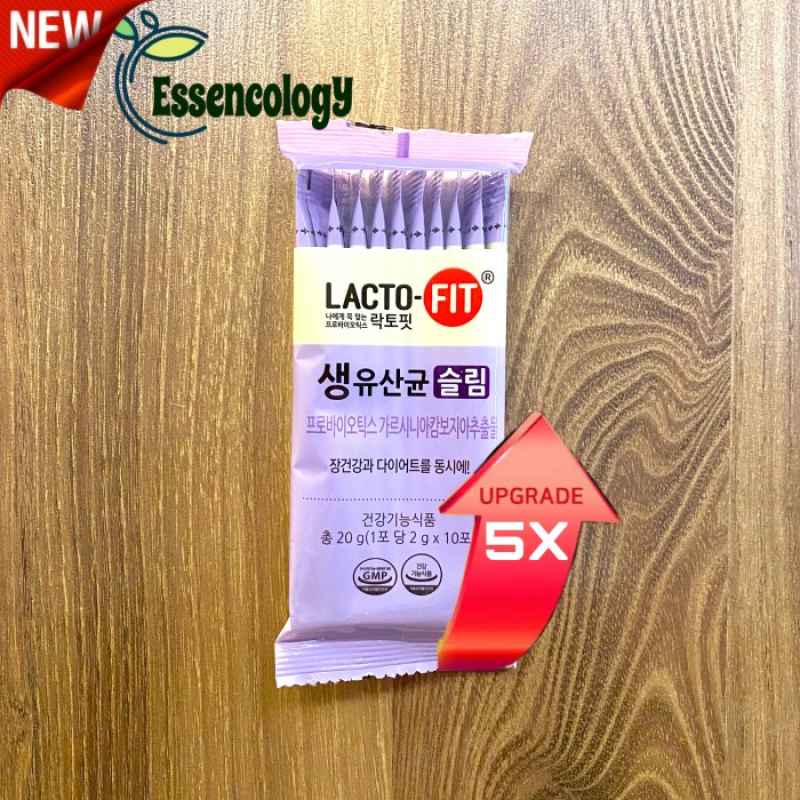 NEW
Essencology
LACTO-FIT®
나에게 꼭 맞는
프로바이오틱스 락토핏
생유산균 슬림
프로바이오틱스 가르시니아캄보지아추출물
장건강과 다이어트를 동시에!
건강기능식품
총 20 g(1포 당 2 g x 10포
GMP
건강
기능식품
UPGRADE
5X